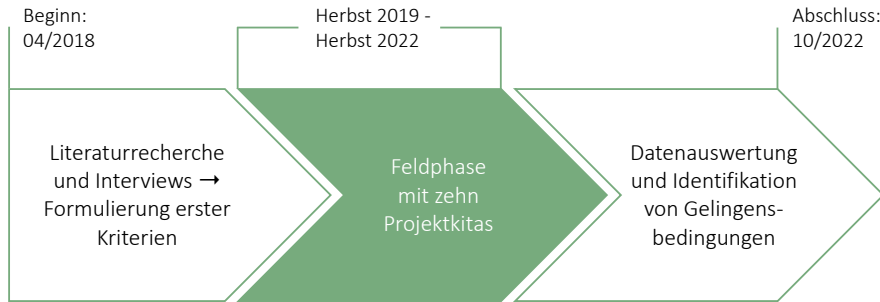 Beginn:
04/2018
Herbst 2019 -
Herbst 2022
Abschluss:
10/2022
Literaturrecherche
und Interviews →
Formulierung erster
Kriterien
Feldphase
mit zehn
Projektkitas
Datenauswertung
und Identifikation
von Gelingens-
bedingungen